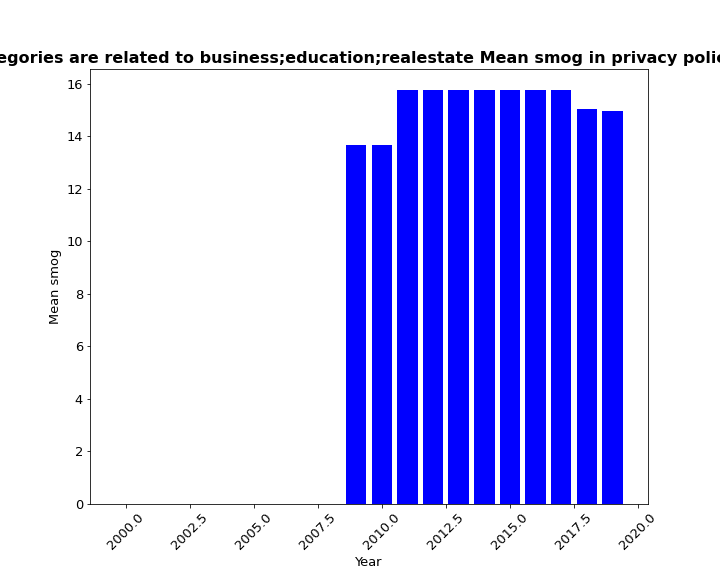 egories are related to business;education;realestate Mean smog in privacy polic
16
14
12
10
8
6
4
2
0
Mean smog
2000.0 2002.5 2005.0 2007.5 2010.0 2012.5 2015.0 2017.5 2020.0
Year